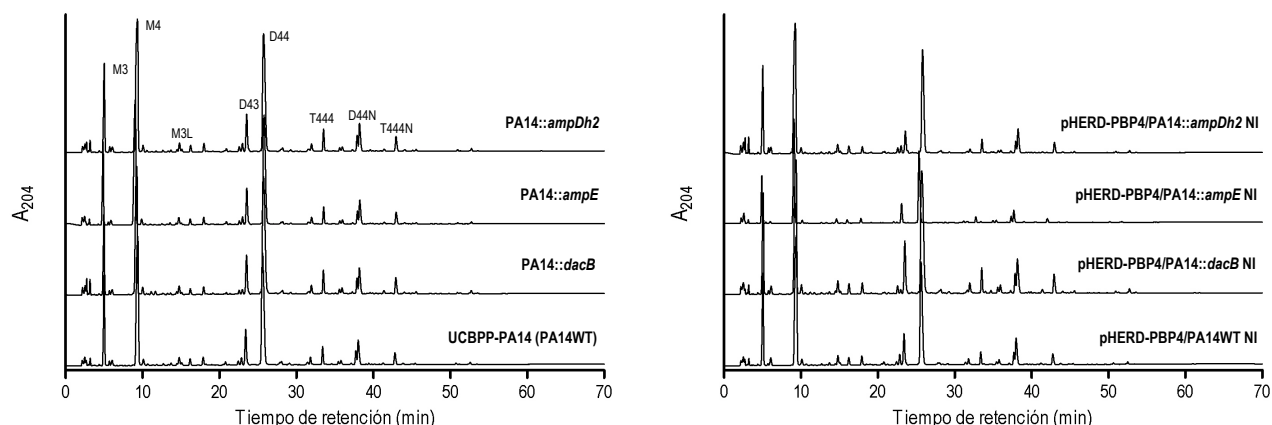 M4
D44
M3
D43
T444
D44N
T444N
M3L
PA14::ampDh2
PA14::ampE
PA14::dacB
UCBPP-PA14 (PA14WT)
A204
0 10 20 30 40 50 60 70
Tiempo de retención (min)
pHERD-PBP4/PA14::ampDh2 NI
pHERD-PBP4/PA14::ampE NI
pHERD-PBP4/PA14::dacB NI
pHERD-PBP4/PA14WT NI
A204
0 10 20 30 40 50 60 70
Tiempo de retención (min)